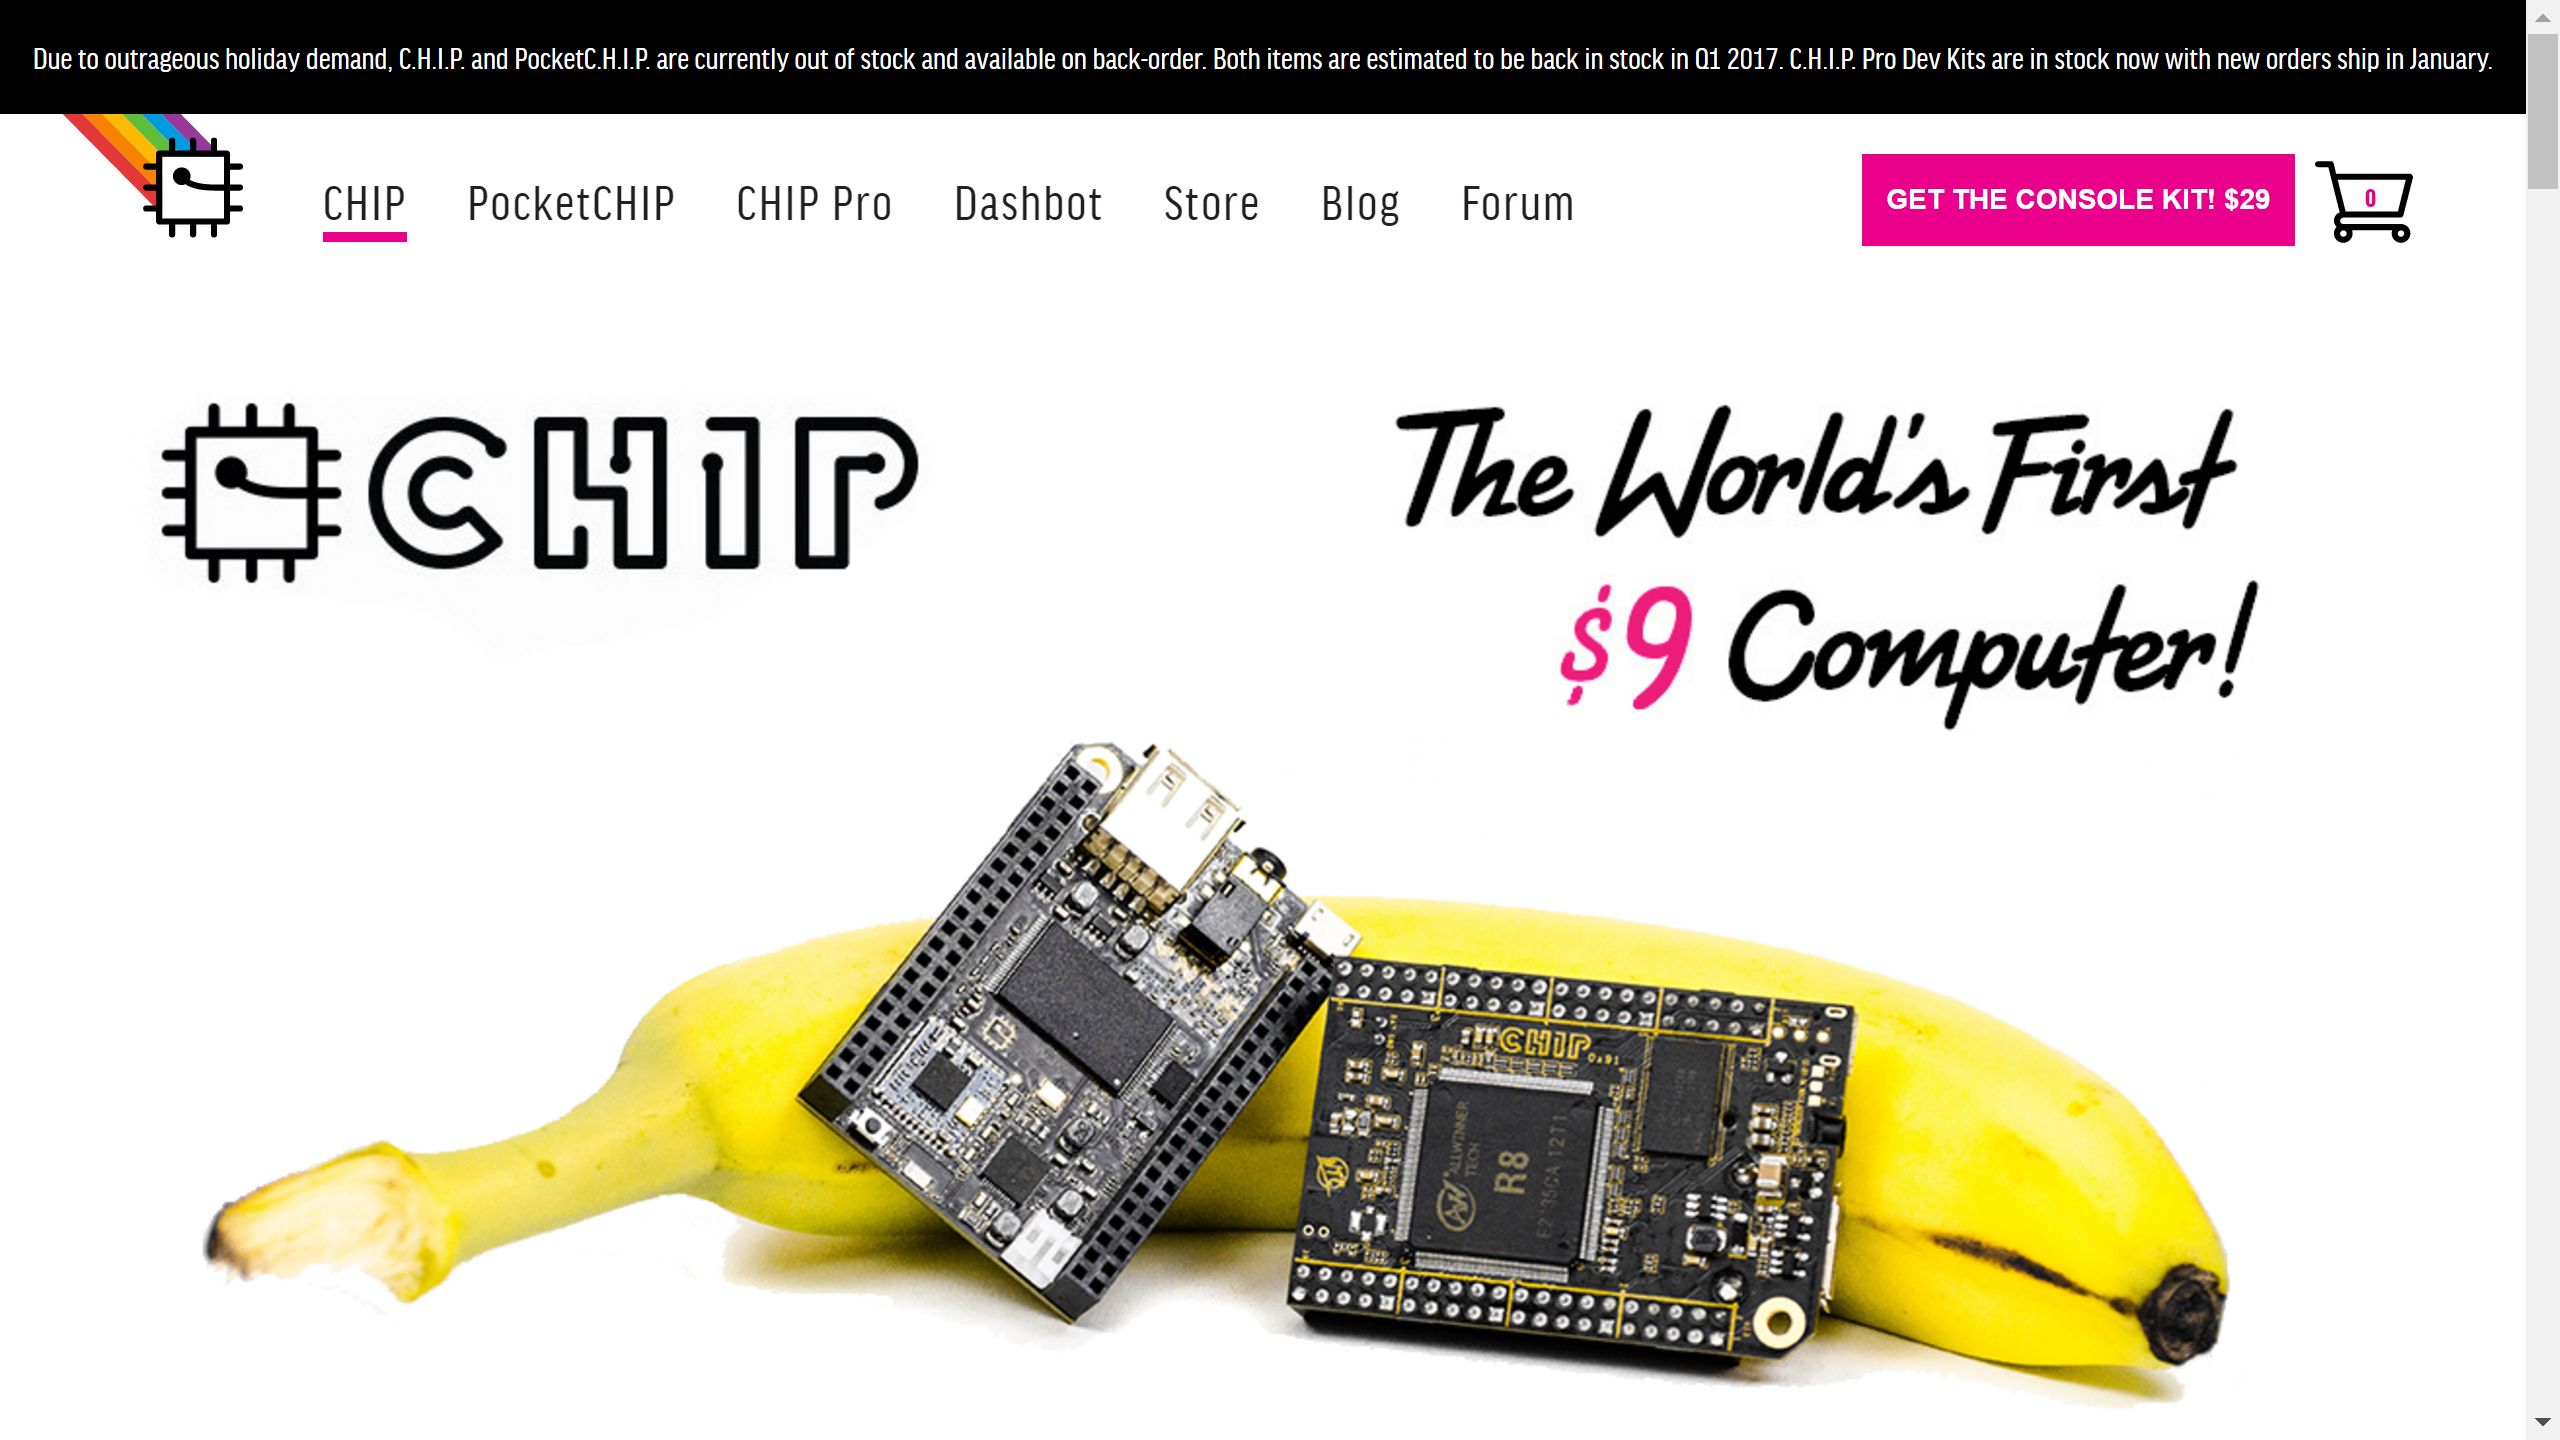 Due to outrageous holiday demand, C.H.I.P. and PocketC.H.I.P. are currently out of stock and available on back-order. Both items are estimated to be back in stock in Q1 2017. C.H.I.P. Pro Dev Kits are in stock now with new orders ship in January.
CHIP PocketCHIP CHIP Pro Dashbot Store Blog Forum
GET THE CONSOLE KIT! $29
0
CHIP
The World's First
$9 Computer!
CHIP
ALLWINNER
TECH
R8